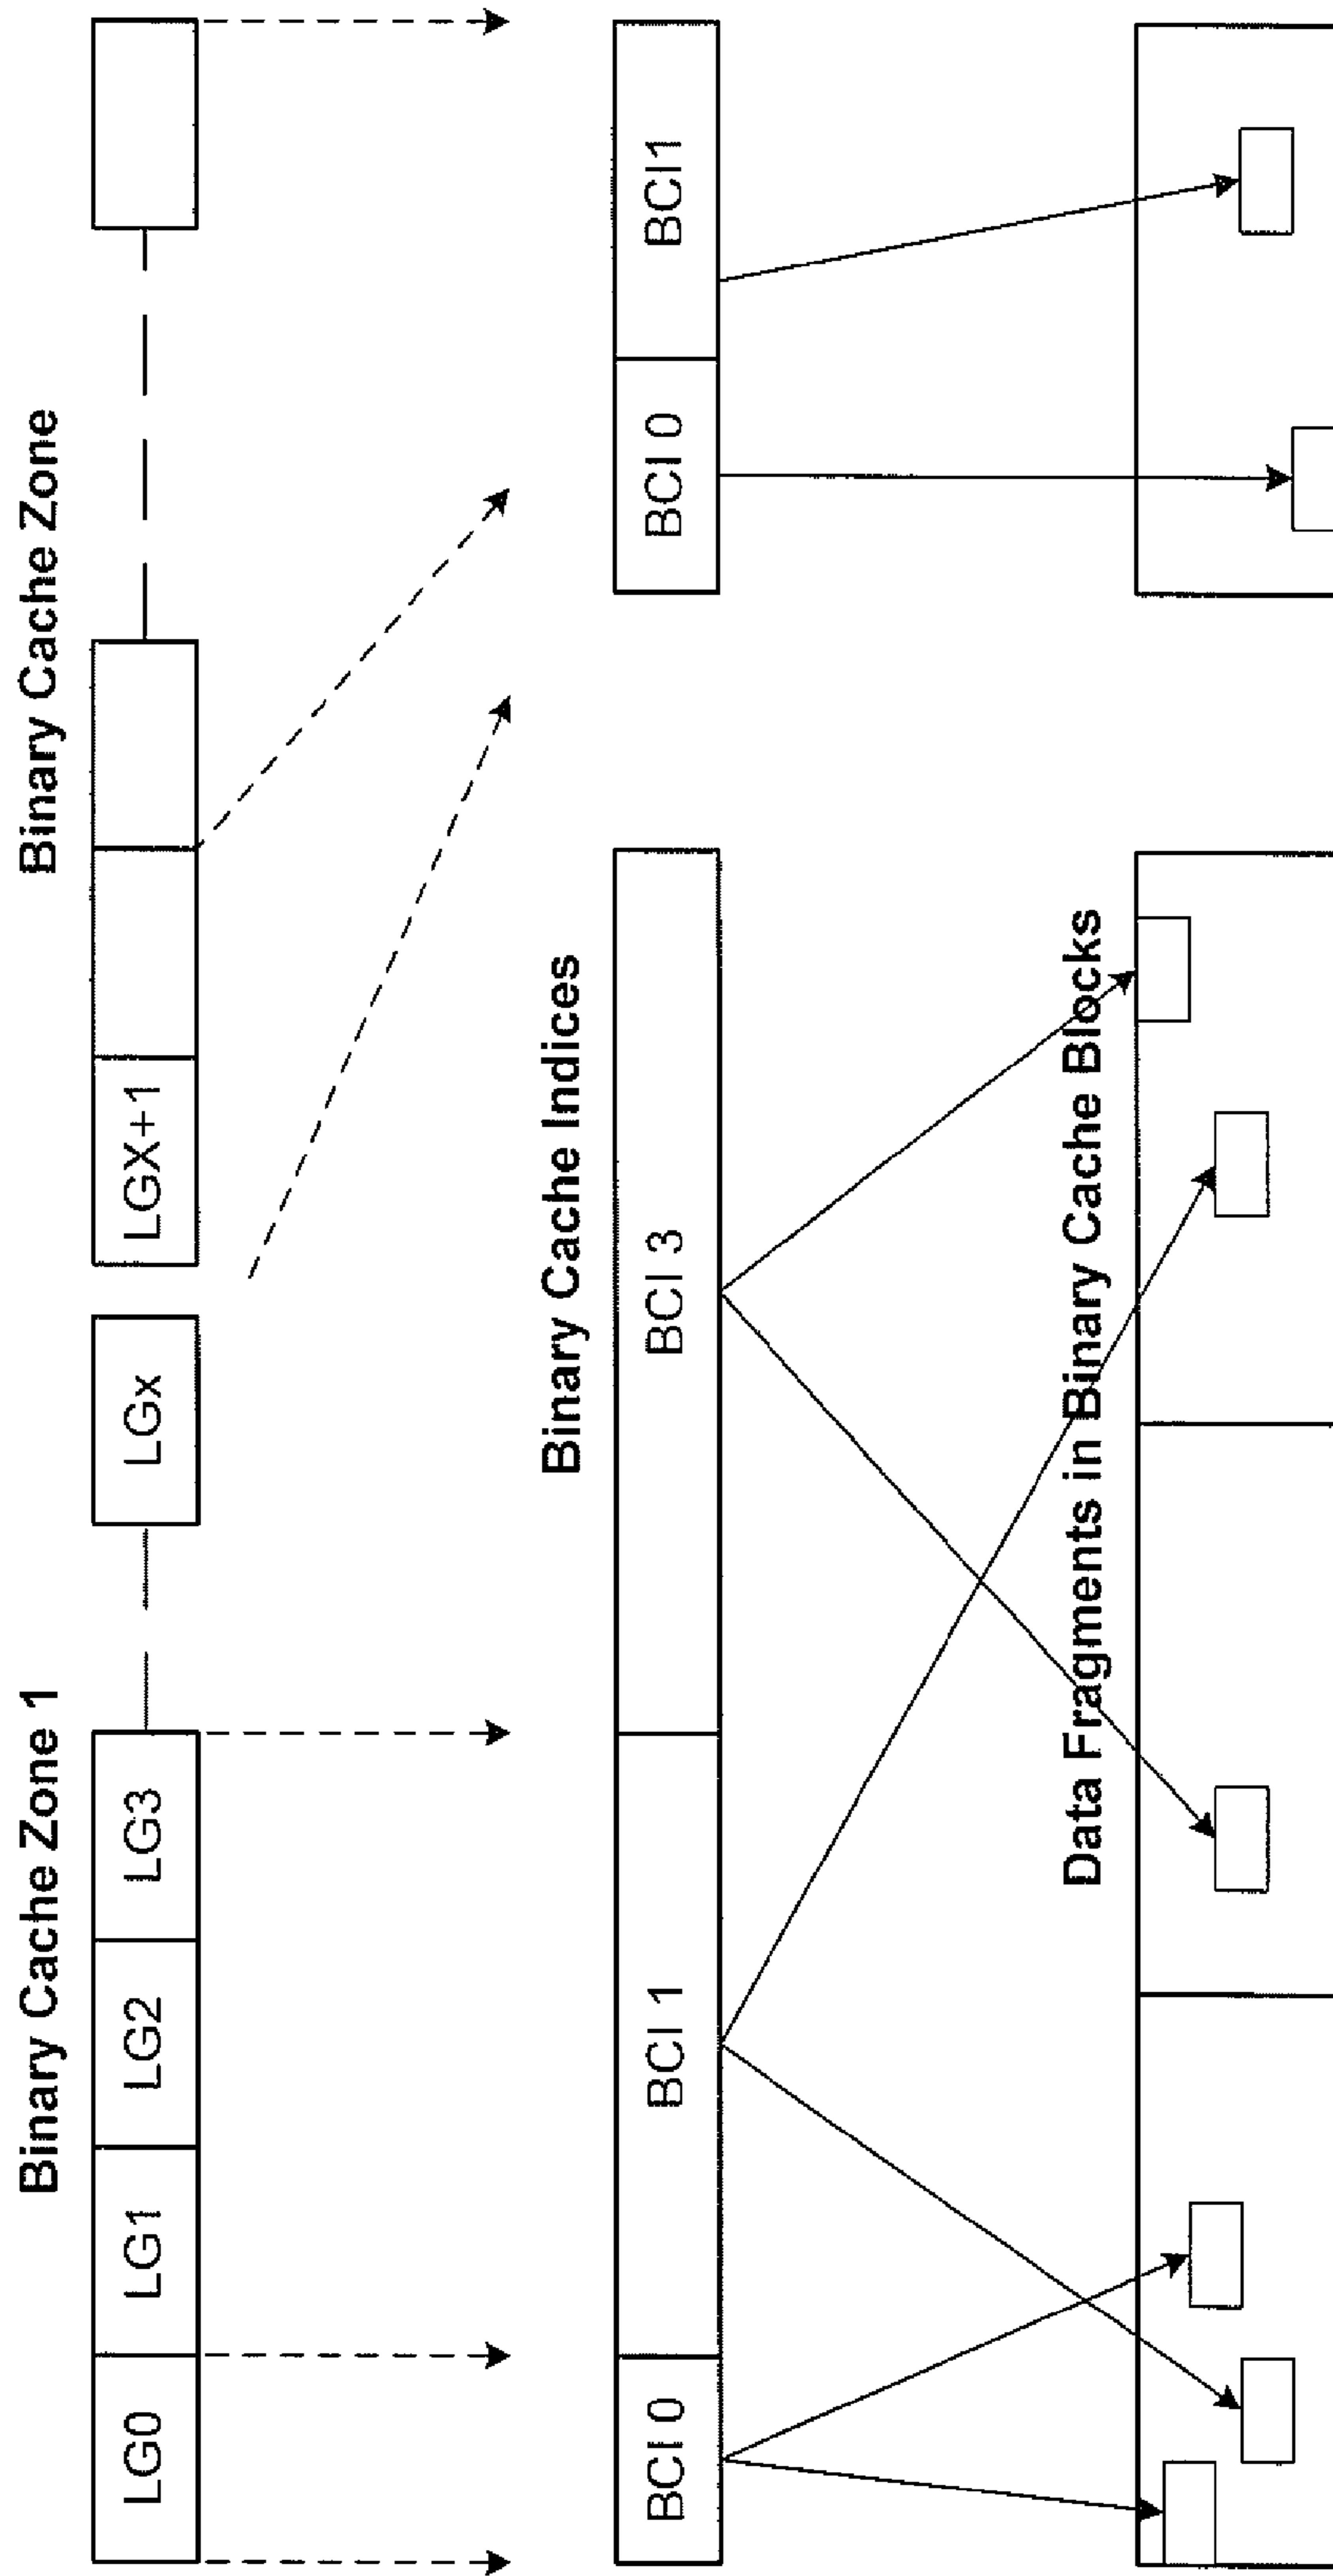 Binary Cache Zone 1
Binary Cache Zone
LG0
LG1
LG2
LG3
LGx
LGX+1
Binary Cache Indices
BCI 0
BCI 1
BCI 3
BCI 0
BCI1
Data Fragments in Binary Cache Blocks